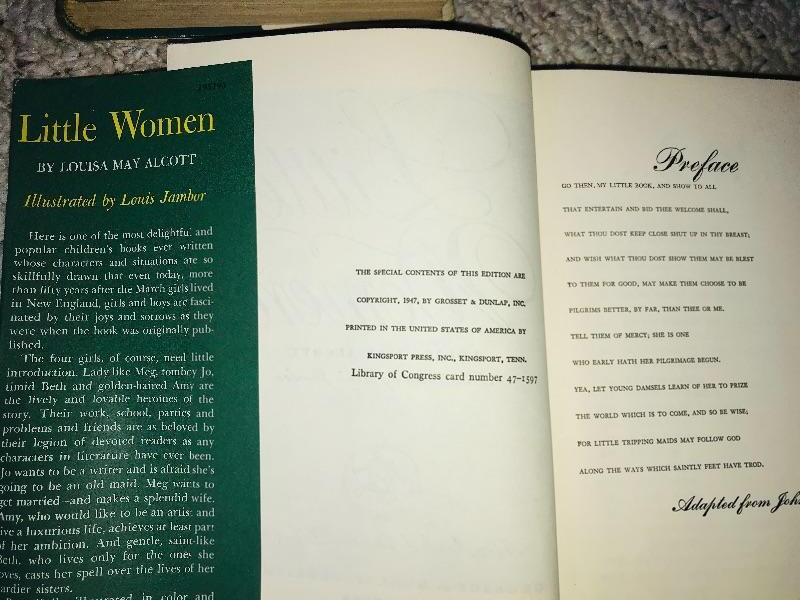 Little Women
BY LOUISA MAY ALCOTT
Illustrated by Louis Jambor
Here is one of the most delightful and
popular children's books ever written
whose characters and situations are so
skillfully drawn that even today, more
than fifty years after the March girls lived
in New England, girls and boys are fasci-
nated by their joys and sorrows as they
were when the book was originally pub-
lished.
The four girls, of course, need little
introduction. Ladylike Meg, tomboy Jo,
timid Beth and golden-haired Amy are
the lively and lovable heroines of the
story. Their work, school, parties and
problems and friends are as beloved by
their legion of devoted readers as any
characters in literature have ever been.
Jo wants to be a writer and is afraid she's
going to be an old maid. Meg wants to
get married—and makes a splendid wife.
Amy, who would like to be an artist and
live a luxurious life, achieves at least part
of her ambition. And gentle, saint-like
Beth, who lives only for the ones she
loves, casts her spell over the lives of her
hardier sisters.
illustrated in color and
THE SPECIAL CONTENTS OF THIS EDITION ARE
COPYRIGHT, 1947, BY GROSSET & DUNLAP, INC.
PRINTED IN THE UNITED STATES OF AMERICA BY
KINGSPORT PRESS, INC., KINGSPORT, TENN.
Library of Congress card number 47-1597
Preface
GO THEN, MY LITTLE BOOK, AND SHOW TO ALL
THAT ENTERTAIN AND BID THEE WELCOME SHALL,
WHAT THOU DOST KEEP CLOSE SHUT UP IN THY BREAST;
AND WISH WHAT THOU DOST SHOW THEM MAY BE BLEST
TO THEM FOR GOOD, MAY MAKE THEM CHOOSE TO BE
PILGRIMS BETTER, BY FAR, THAN THEE OR ME.
TELL THEM OF MERCY; SHE IS ONE
WHO EARLY HATH HER PILGRIMAGE BEGUN.
YEA, LET YOUNG DAMSELS LEARN OF HER TO PRIZE
THE WORLD WHICH IS TO COME, AND SO BE WISE;
FOR LITTLE TRIPPING MAIDS MAY FOLLOW GOD
ALONG THE WAYS WHICH SAINTLY FEET HAVE TROD.
Adapted from John